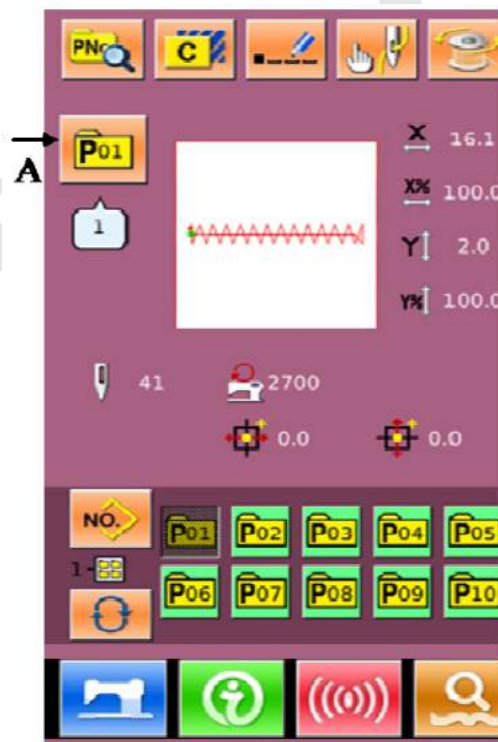 PNo
C
A
P01
1
X 16.1
X% 100.0
Y 2.0
Y% 100.0
41
2700
0.0
0.0
NO.
P01 P02 P03 P04 P05
1-
P06 P07 P08 P09 P10